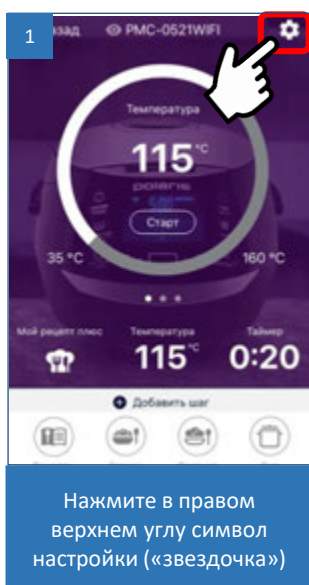 1
PMC-0521WIFI
Температура
115 °C
polaris
Старт
35 °C
160 °C
Мой рецепт плюс
Температура
Таймер
115°
0:20
Добавить шаг
Нажмите в правом
верхнем углу символ
настройки («звездочка»)